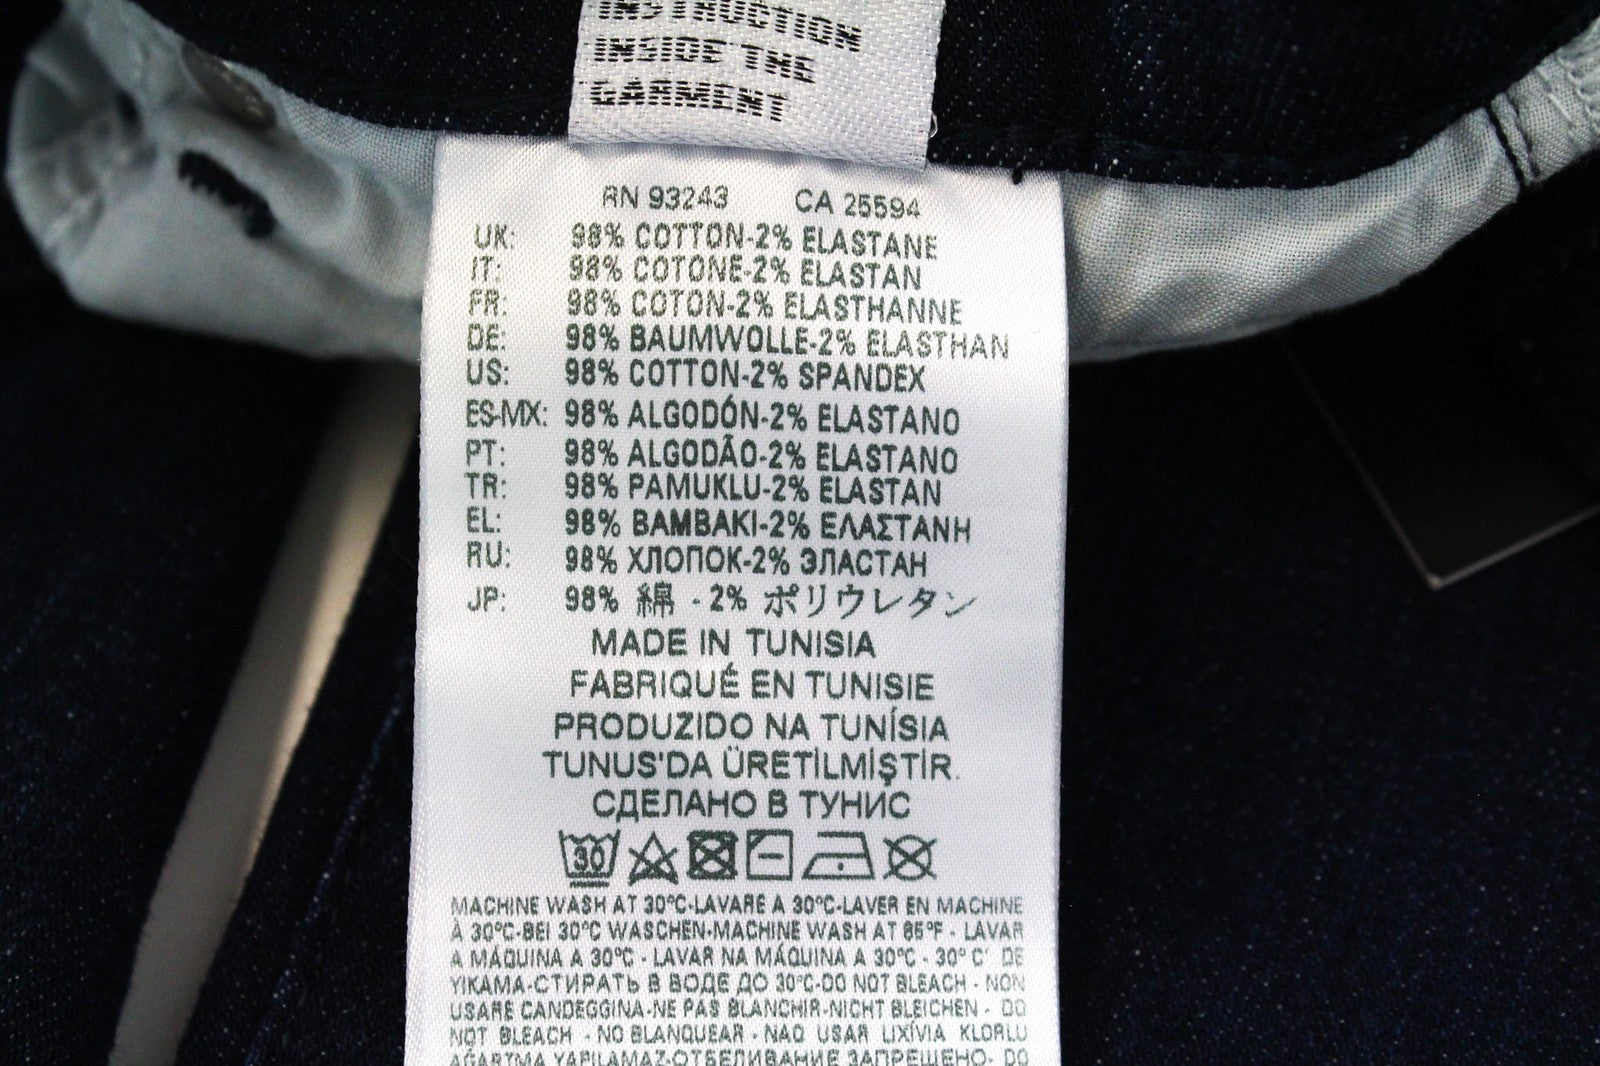 INSTRUCTION
INSIDE THE
GARMENT
RN 93243 CA 25594
UK: 98% COTTON-2% ELASTANE
IT: 98% COTONE-2% ELASTAN
FR: 98% COTON-2% ELASTHANNE
DE: 98% BAUMWOLLE-2% ELASTHAN
US: 98% COTTON-2% SPANDEX
ES-MX: 98% ALGODÓN-2% ELASTANO
PT: 98% ALGODÃO-2% ELASTANO
TR: 98% PAMUKLU-2% ELASTAN
EL: 98% ΒΑΜΒΑΚΙ-2% ΕΛΑΣΤΑΝΗ
RU: 98% ХЛОПОК-2% ЭЛАСТАН
JP: 98% 綿 - 2% ポリウレタン
MADE IN TUNISIA
FABRIQUÉ EN TUNISIE
PRODUZIDO NA TUNÍSIA
TUNUS'DA ÜRETİLMİŞTİR.
СДЕЛАНО В ТУНИС
30
MACHINE WASH AT 30°C-LAVARE A 30°C-LAVER EN MACHINE
À 30°C-BEI 30°C WASCHEN-MACHINE WASH AT 85°F - LAVAR
A MÁQUINA A 30°C - LAVAR NA MÁQUINA A 30°C - 30°C' DE
YIKAMA-СТИРАТЬ В ВОДЕ ДО 30°C-DO NOT BLEACH - NON
USARE CANDEGGINA-NE PAS BLANCHIR-NICHT BLEICHEN - DO
NOT BLEACH - NO BLANQUEAR - NAO USAR LIXÍVIA KLORLU
AĞARTMA YAPILAMAZ-ОТБЕЛИВАНИЕ ЗАПРЕЩЕНО- DO